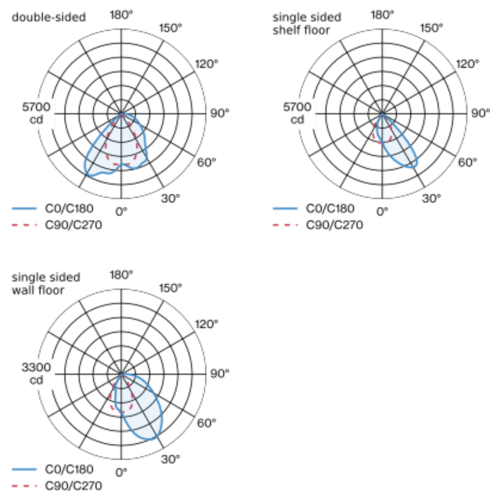 double-sided
180°
150°
120°
90°
60°
30°
0°
5700
cd
C0/C180
C90/C270
single sided
shelf floor
180°
150°
120°
90°
60°
30°
0°
5700
cd
C0/C180
C90/C270
single sided
wall floor
180°
150°
120°
90°
60°
30°
0°
3300
cd
C0/C180
C90/C270